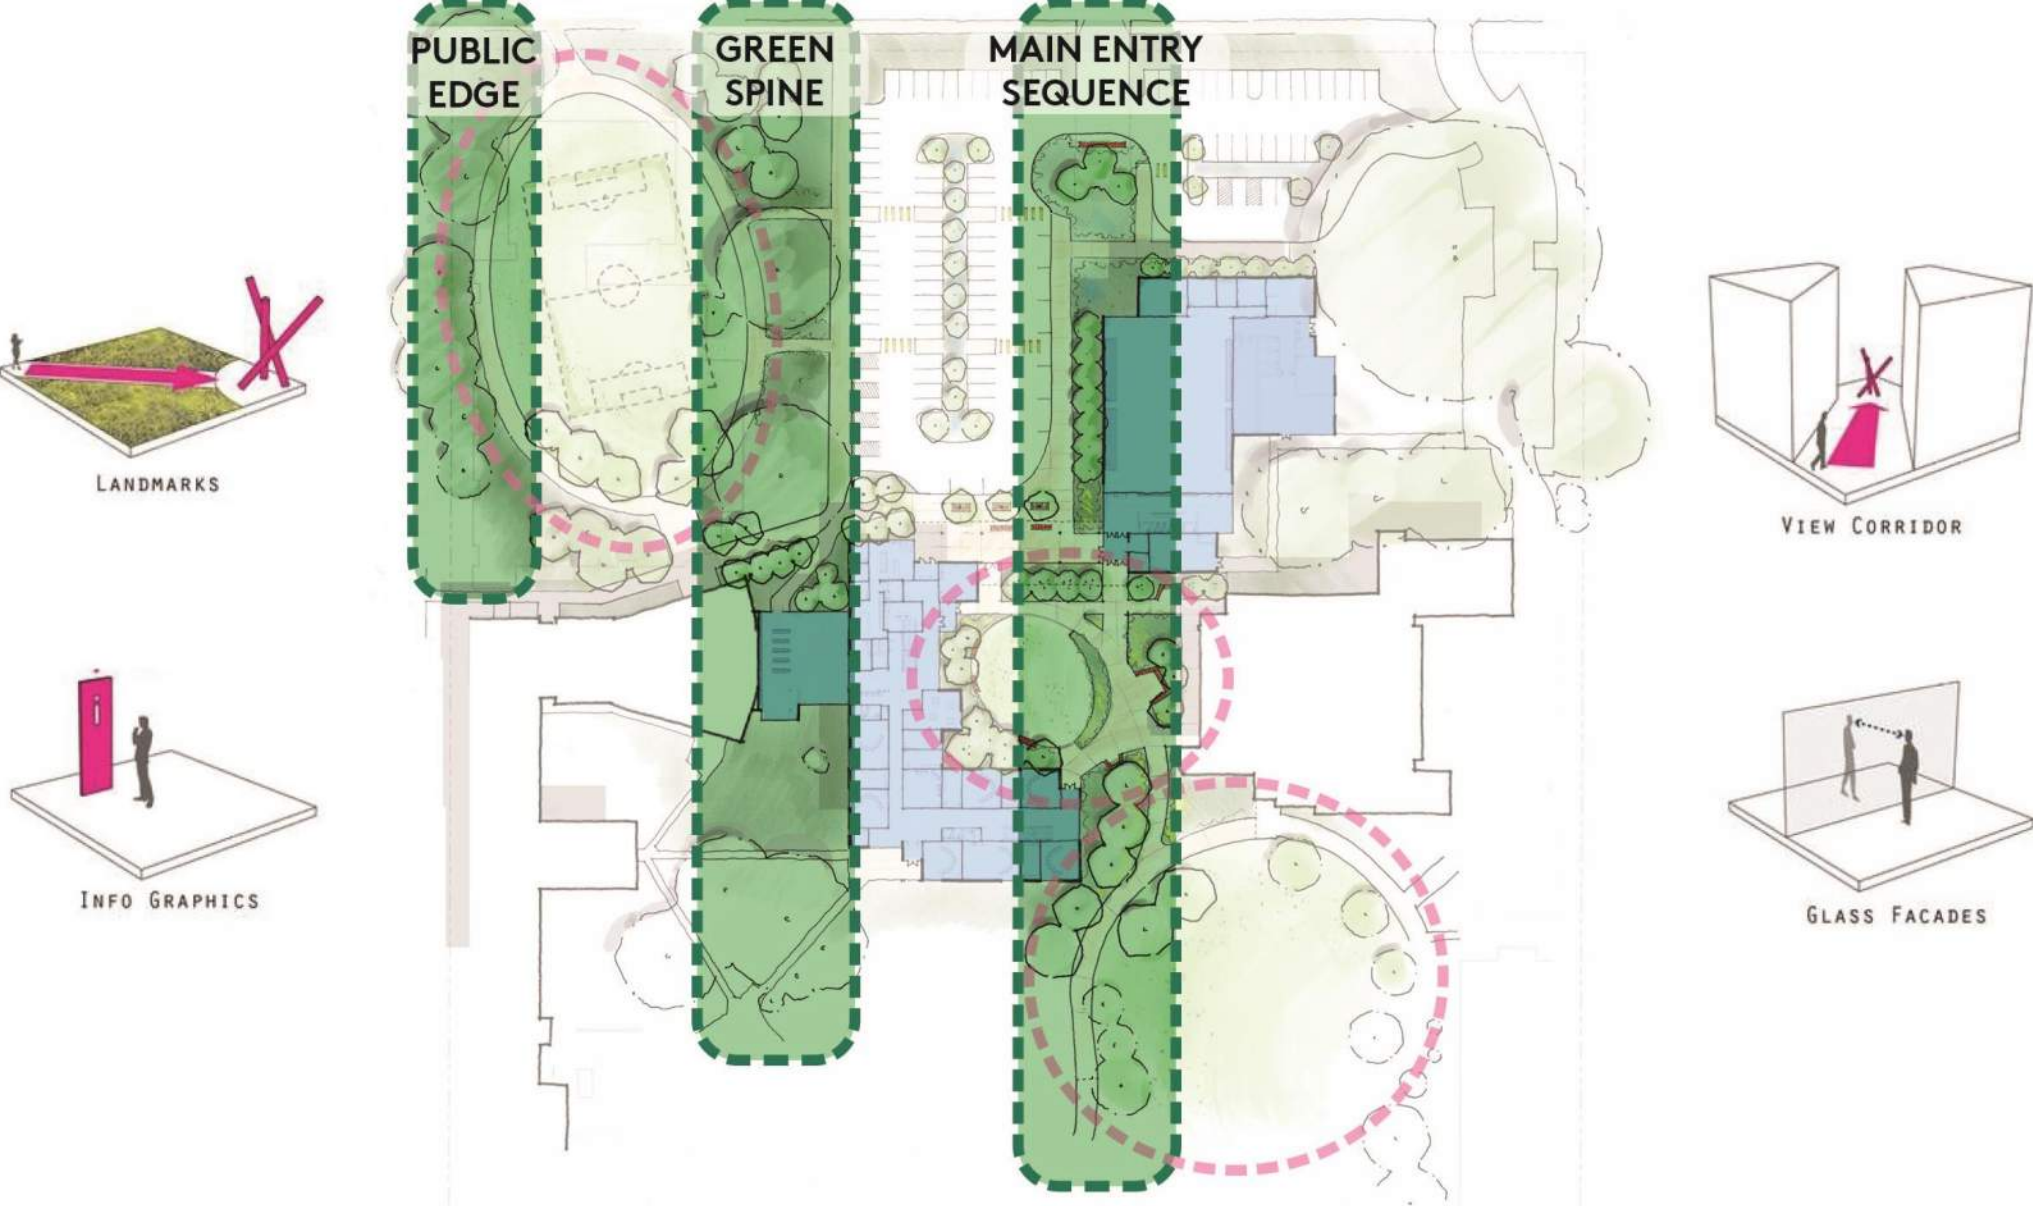 PUBLIC
EDGE
GREEN
SPINE
MAIN ENTRY
SEQUENCE
LANDMARKS
VIEW CORRIDOR
i
INFO GRAPHICS
GLASS FACADES